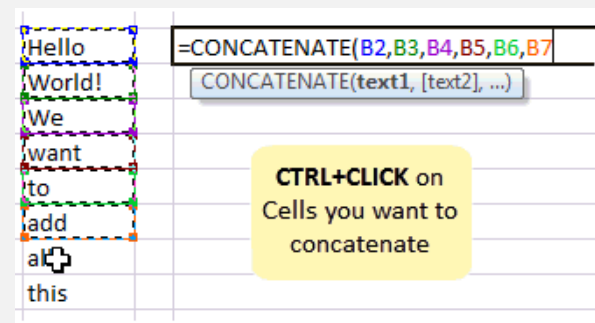 Hello =CONCATENATE(B2,B3,B4,B5,B6,B7
World! CONCATENATE(text1, [text2], ...)
We
want
to CTRL+CLICK on
add Cells you want to
concatenate
this